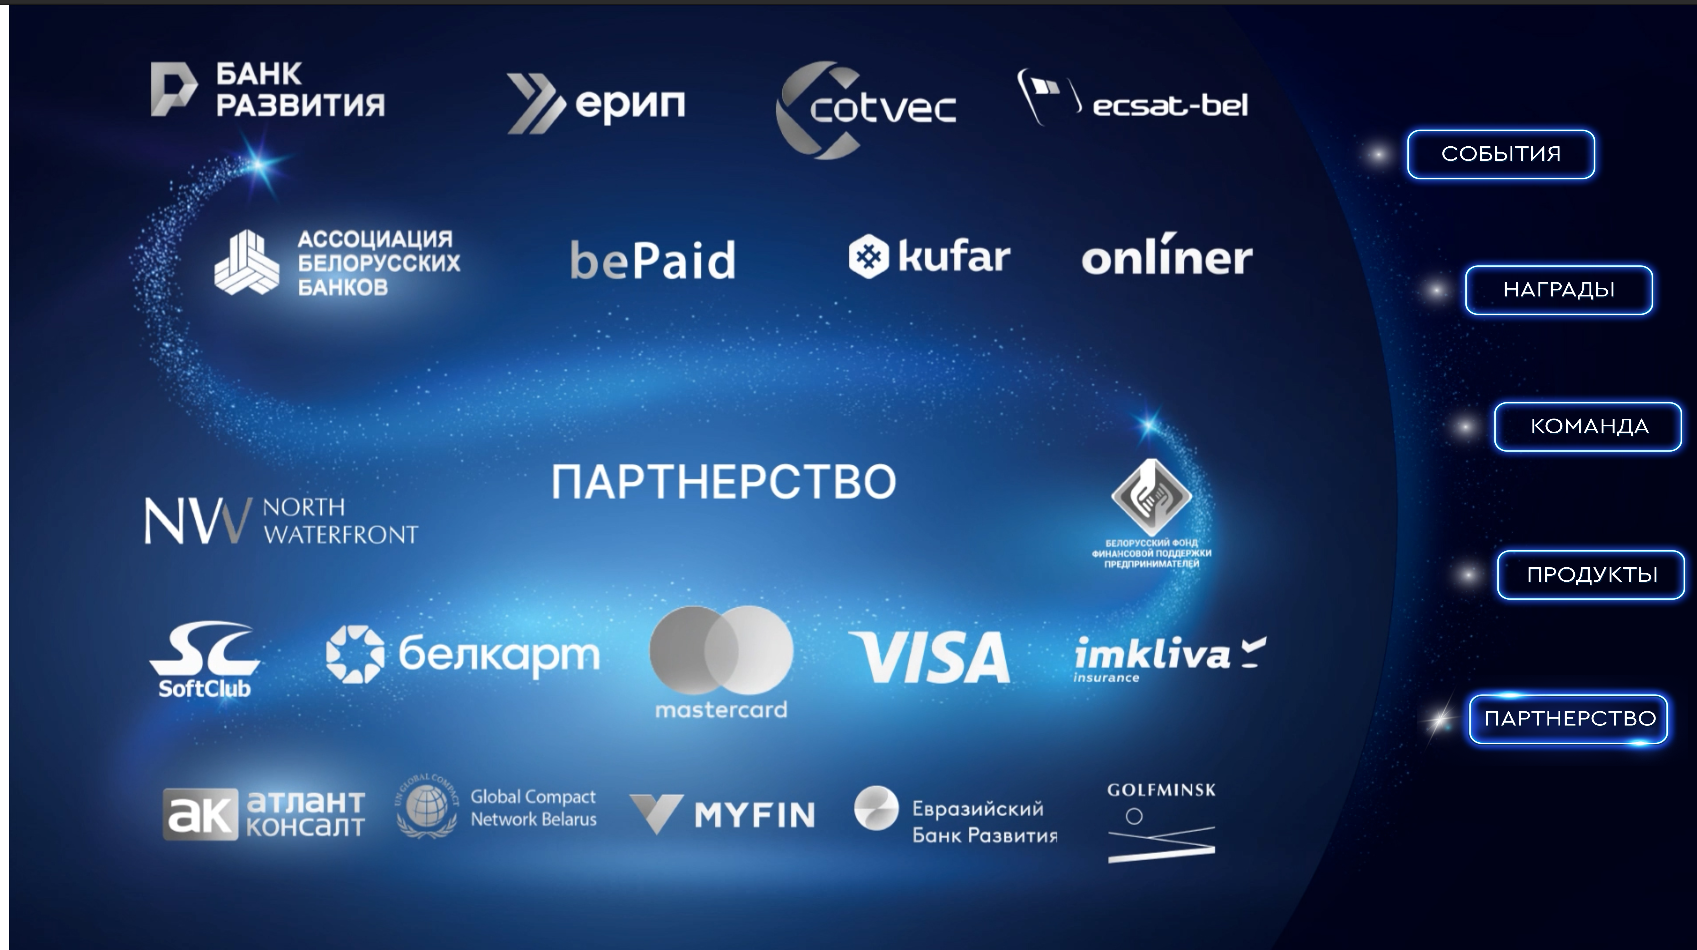 БАНК
РАЗВИТИЯ
ерип
cotvec
ecsat-bel
СОБЫТИЯ
АССОЦИАЦИЯ
БЕЛОРУССКИХ
БАНКОВ
bePaid
kufar
onlíner
НАГРАДЫ
КОМАНДА
ПАРТНЕРСТВО
NW
NORTH
WATERFRONT
БЕЛОРУССКИЙ ФОНД
ФИНАНСОВОЙ ПОДДЕРЖКИ
ПРЕДПРИНИМАТЕЛЕЙ
ПРОДУКТЫ
SC
SoftClub
белкарт
mastercard
VISA
imkliva
insurance
ПАРТНЕРСТВО
ак
атлант
консалт
UN GLOBAL COMPACT
Global Compact
Network Belarus
MYFIN
Евразийский
Банк Развития
GOLFMINSK